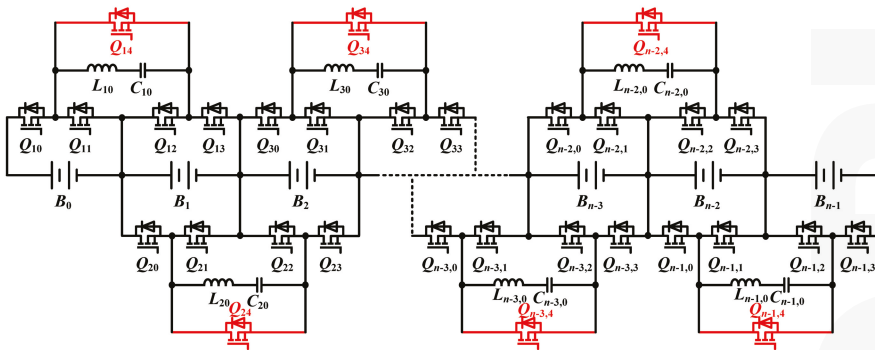 Q14 Q34 Qn-2,4
L10 C10 L30 C30 Ln-2,0 Cn-2,0
Q10 Q11 Q12 Q13 Q30 Q31 Q32 Q33 Qn-2,0 Qn-2,1 Qn-2,2 Qn-2,3
B0 B1 B2 Bn-3 Bn-2 Bn-1
Q20 Q21 Q22 Q23 Qn-3,0 Qn-3,1 Qn-3,2 Qn-3,3 Qn-1,0 Qn-1,1 Qn-1,2 Qn-1,3
L20 C20 Ln-3,0 Cn-3,0 Ln-1,0 Cn-1,0
Q24 Qn-3,4 Qn-1,4